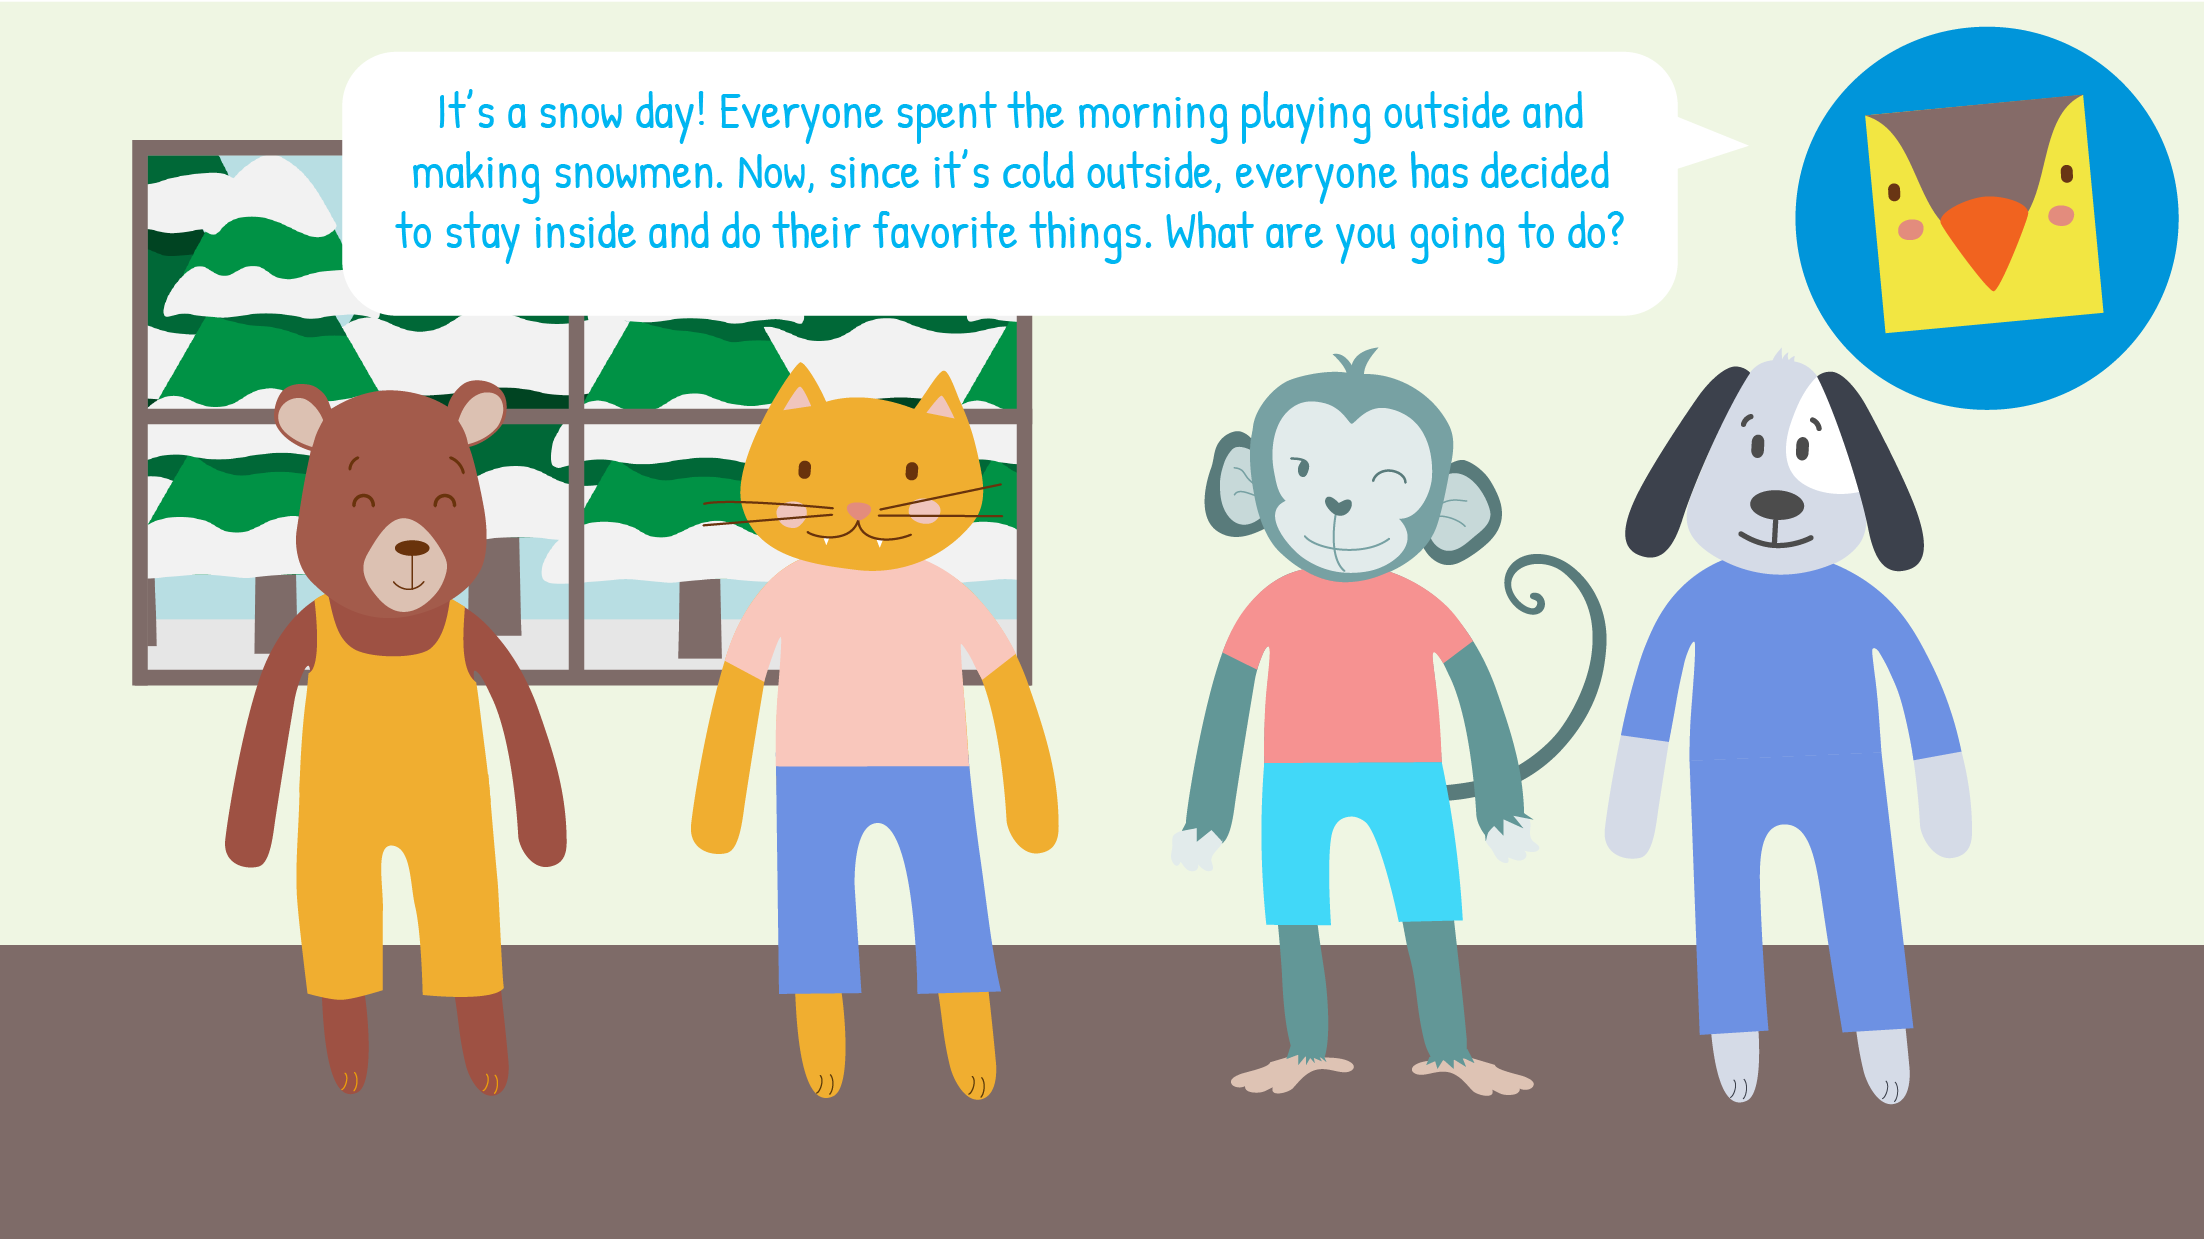 It's a snow day! Everyone spent the morning playing outside and
making snowmen. Now, since it's cold outside, everyone has decided
to stay inside and do their favorite things. What are you going to do?